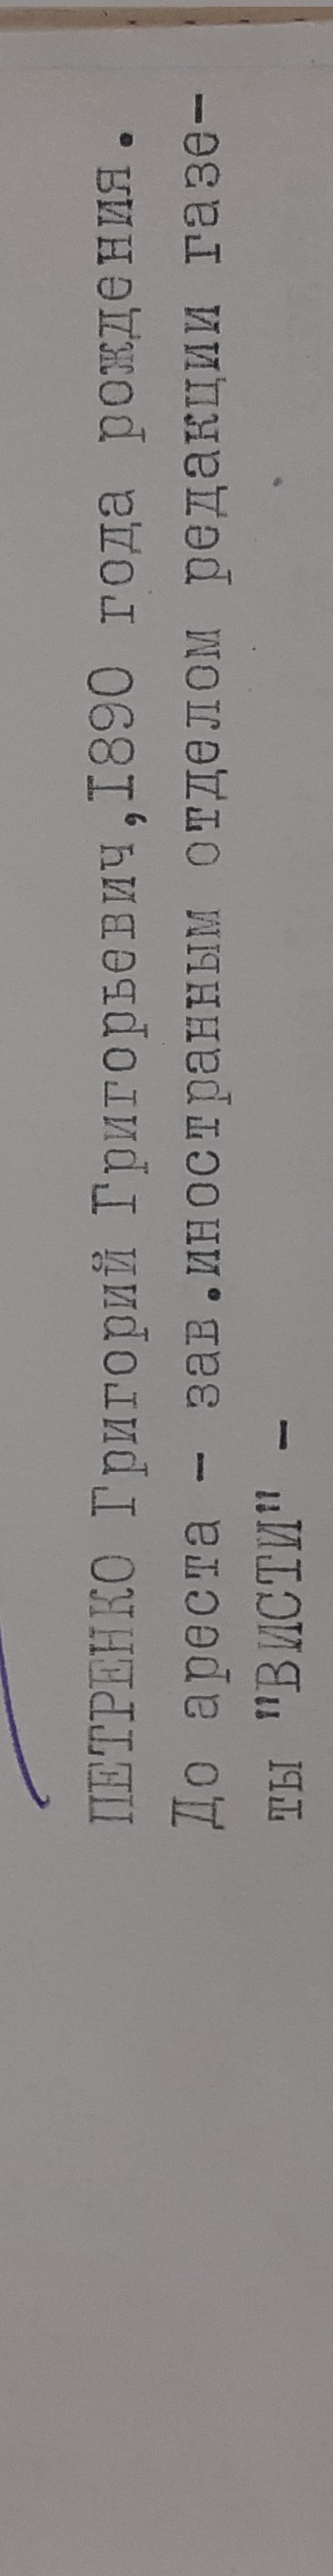 ПЕТРЕНКО Григорий Григорьевич,I890 года рождения.
До ареста - зав.иностранным отделом редакции газе-
ты "ВИСТИ" -